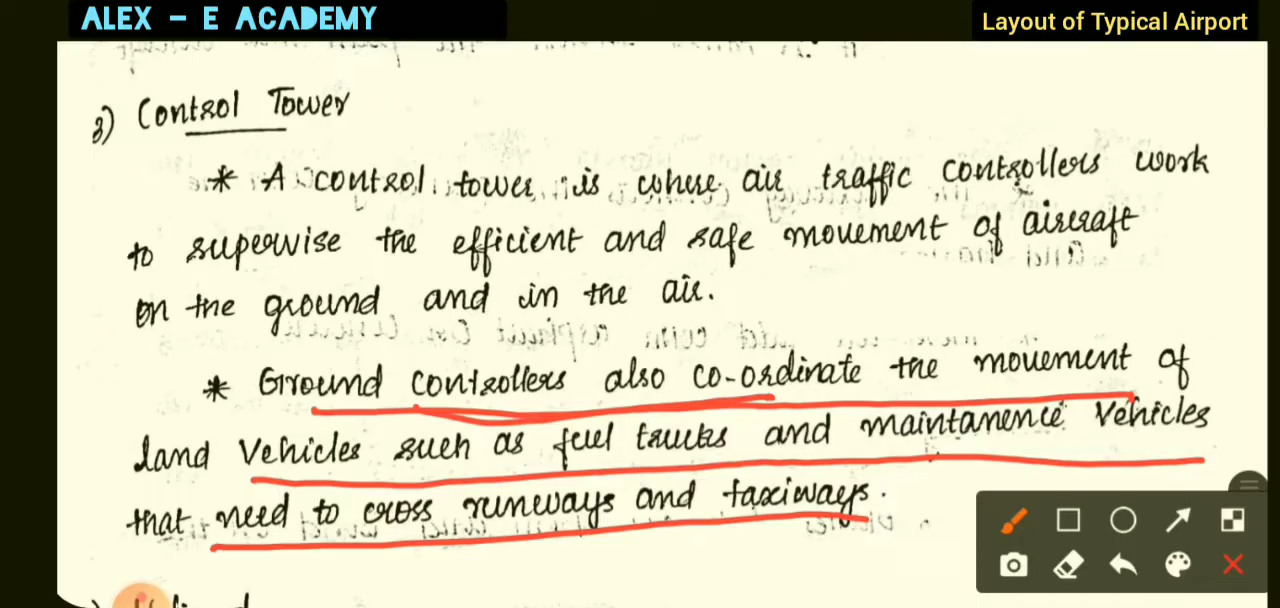 ALEX - E ACADEMY
Layout of Typical Airport
3) Control Tower
* A control tower is where air traffic controllers work
to superwise the efficient and safe movement of aircraft
on the ground and in the air.
* Ground controllers also co-ordinate the movement of
land vehicles such as fuel trucks and maintanence vehicles
that need to cross runways and taxiways.